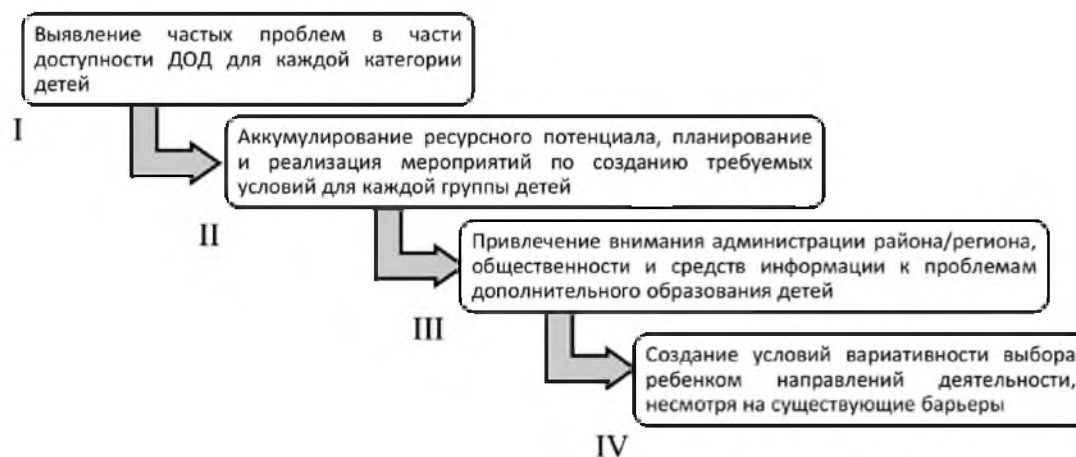 Выявление частых проблем в части
доступности ДОД для каждой категории
детей
I
Аккумулирование ресурсного потенциала, планирование
и реализация мероприятий по созданию требуемых
условий для каждой группы детей
II
Привлечение внимания администрации района/региона,
общественности и средств информации к проблемам
дополнительного образования детей
III
Создание условий вариативности выбора
ребенком направлений деятельности,
несмотря на существующие барьеры
IV